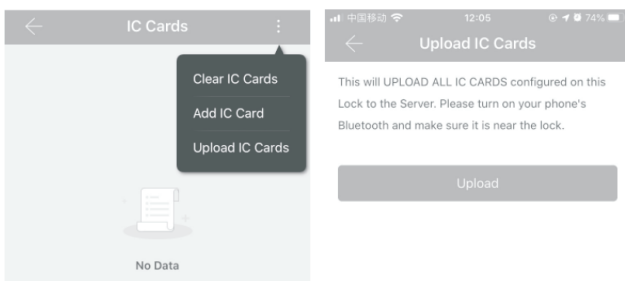 IC Cards
Clear IC Cards
Add IC Card
Upload IC Cards
No Data
中国移动 12:05 74%
Upload IC Cards
This will UPLOAD ALL IC CARDS configured on this
Lock to the Server. Please turn on your phone's
Bluetooth and make sure it is near the lock.
Upload